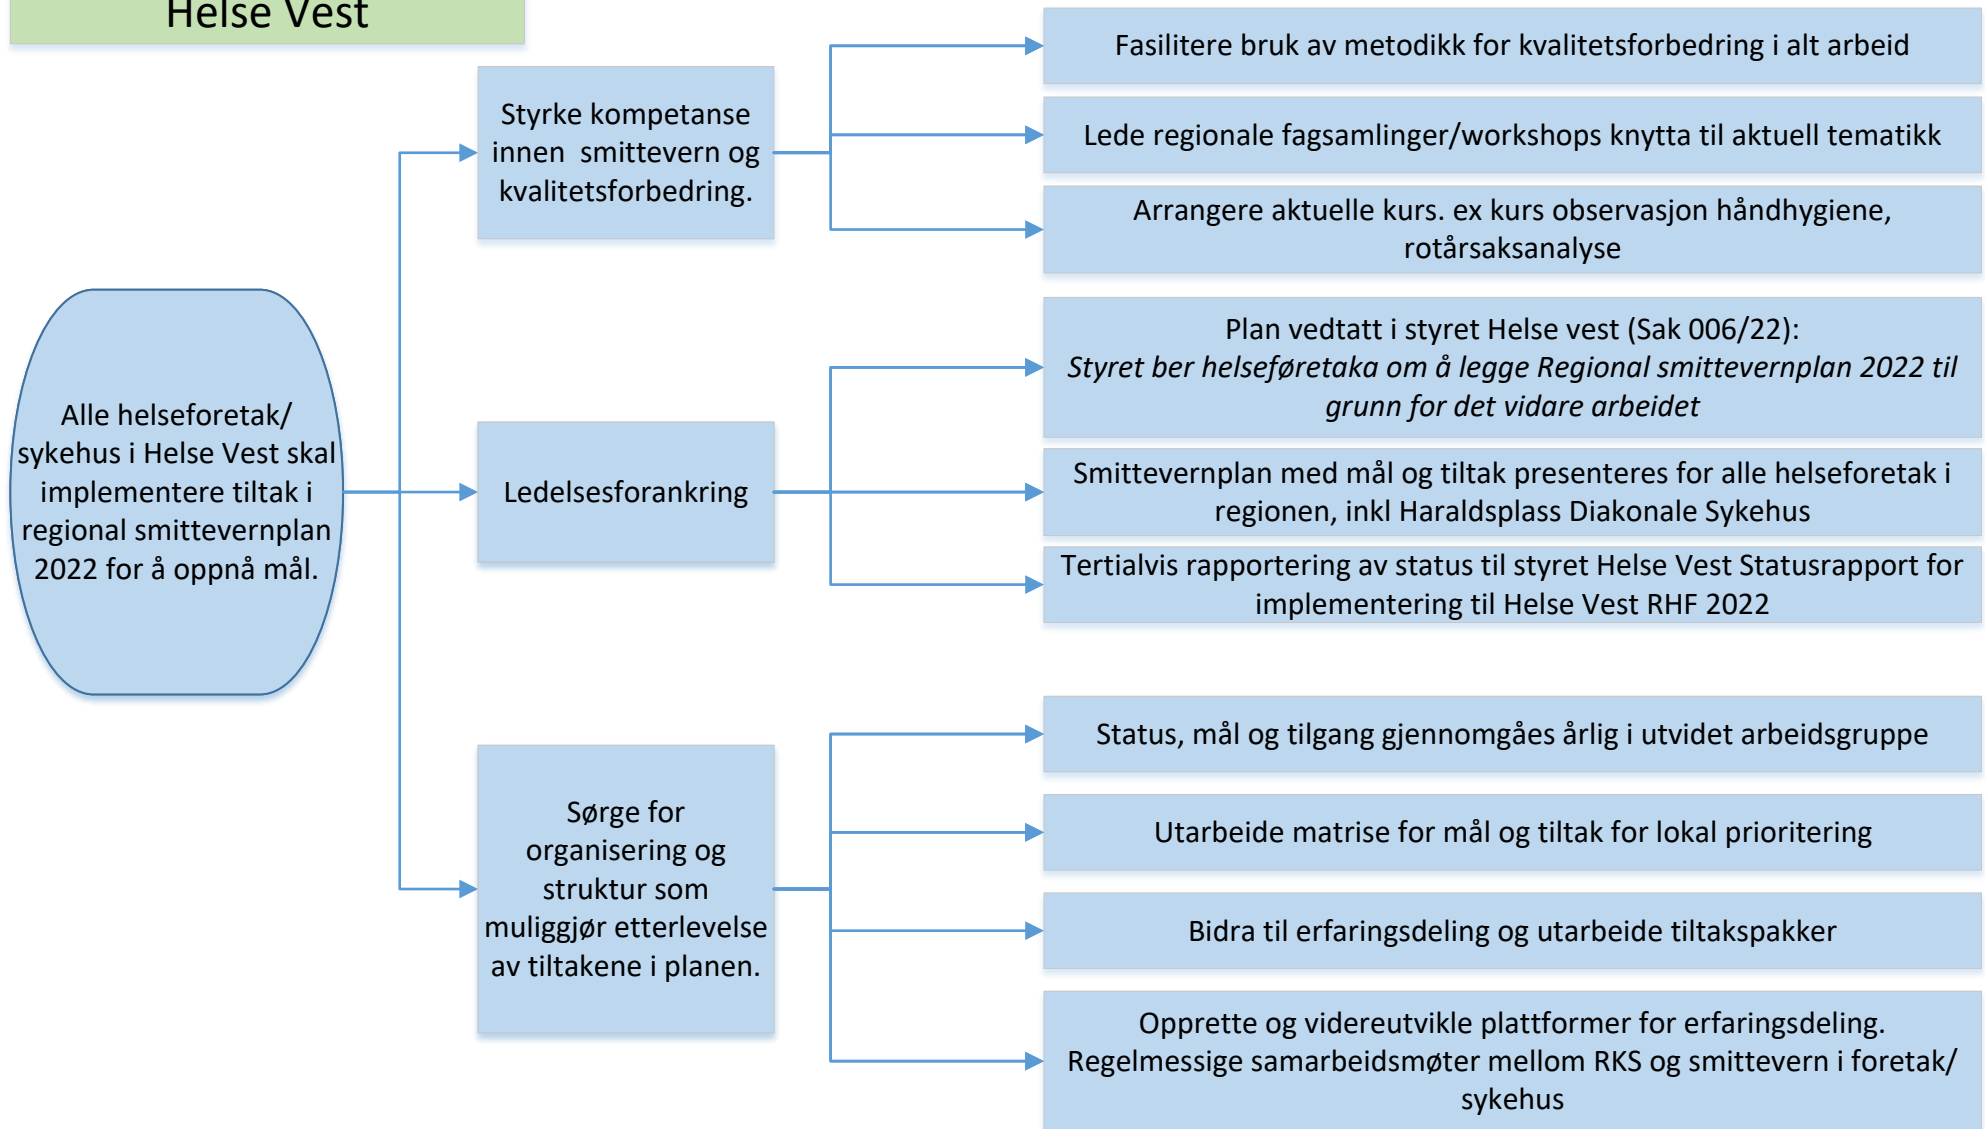 Helse Vest
Alle helseforetak/
sykehus i Helse Vest skal
implementere tiltak i
regional smittevernplan
2022 for å oppnå mål.
Styrke kompetanse
innen smittevern og
kvalitetsforbedring.
Fasilitere bruk av metodikk for kvalitetsforbedring i alt arbeid
Lede regionale fagsamlinger/workshops knytta til aktuell tematikk
Arrangere aktuelle kurs. ex kurs observasjon håndhygiene,
rotårsaksanalyse
Ledelsesforankring
Plan vedtatt i styret Helse vest (Sak 006/22):
Styret ber helseføretaka om å legge Regional smittevernplan 2022 til
grunn for det vidare arbeidet
Smittevernplan med mål og tiltak presenteres for alle helseforetak i
regionen, inkl Haraldsplass Diakonale Sykehus
Tertialvis rapportering av status til styret Helse Vest Statusrapport for
implementering til Helse Vest RHF 2022
Sørge for
organisering og
struktur som
muliggjør etterlevelse
av tiltakene i planen.
Status, mål og tilgang gjennomgåes årlig i utvidet arbeidsgruppe
Utarbeide matrise for mål og tiltak for lokal prioritering
Bidra til erfaringsdeling og utarbeide tiltakspakker
Opprette og videreutvikle plattformer for erfaringsdeling.
Regelmessige samarbeidsmøter mellom RKS og smittevern i foretak/
sykehus